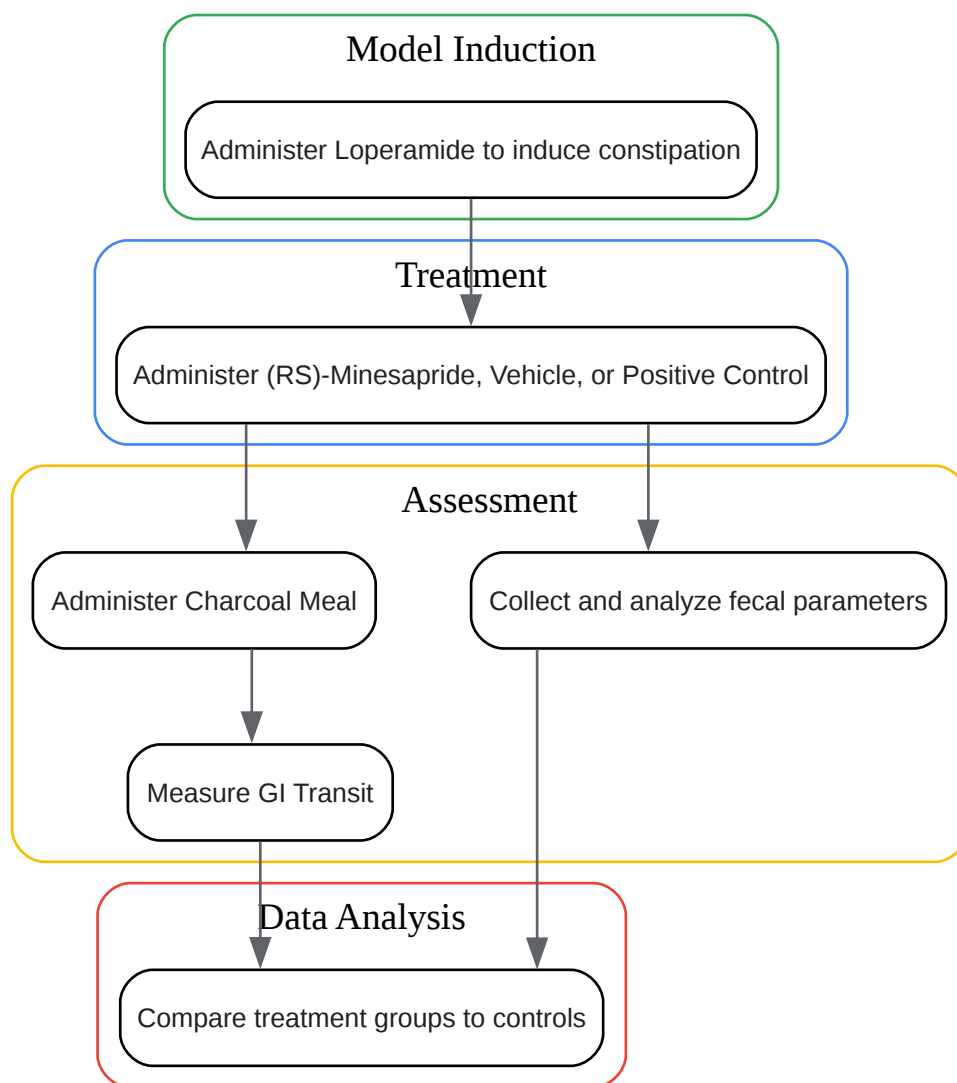 Model Induction
Administer Loperamide to induce constipation
Treatment
Administer (RS)-Minesapride, Vehicle, or Positive Control
Assessment
Administer Charcoal Meal
Collect and analyze fecal parameters
Measure GI Transit
Data Analysis
Compare treatment groups to controls